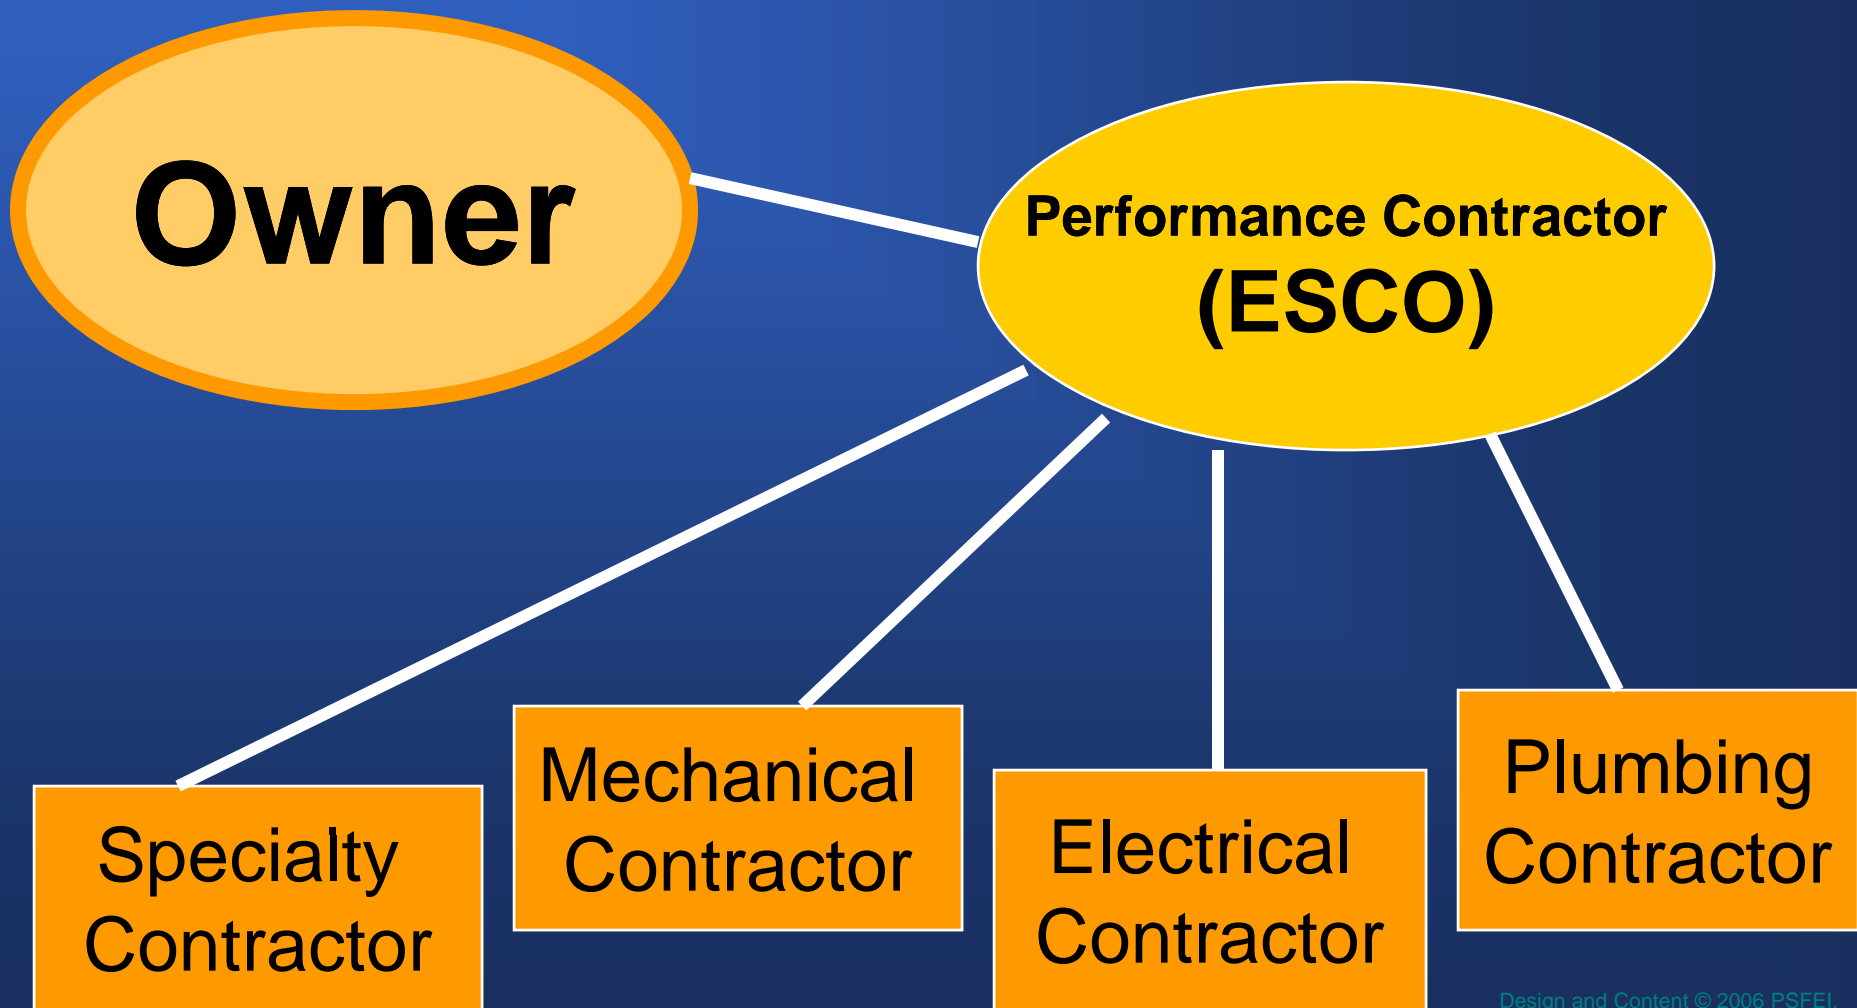 Owner
Performance Contractor
(ESCO)
Specialty
Contractor
Mechanical
Contractor
Electrical
Contractor
Plumbing
Contractor
Design and Content © 2006 PSFEI.